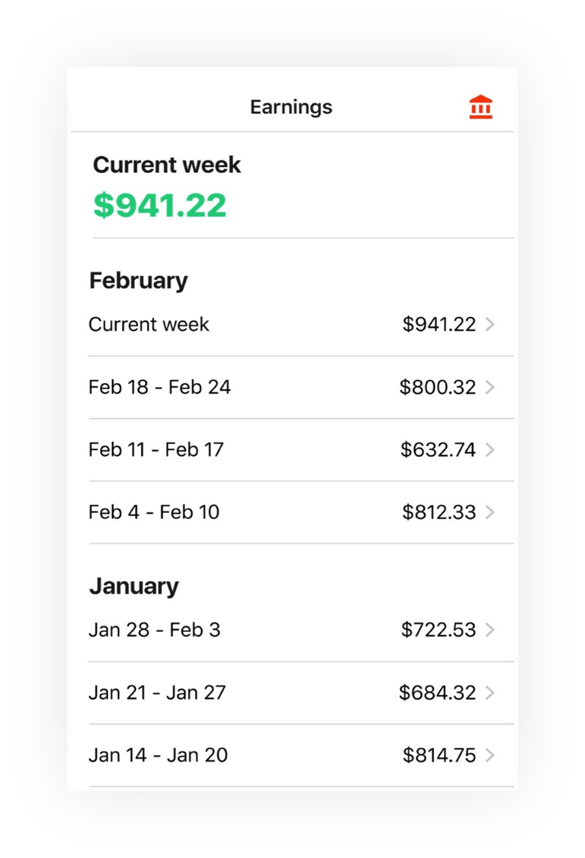 Earnings
Current week
$941.22
February
Current week $941.22
Feb 18 - Feb 24 $800.32
Feb 11 - Feb 17 $632.74
Feb 4 - Feb 10 $812.33
January
Jan 28 - Feb 3 $722.53
Jan 21 - Jan 27 $684.32
Jan 14 - Jan 20 $814.75